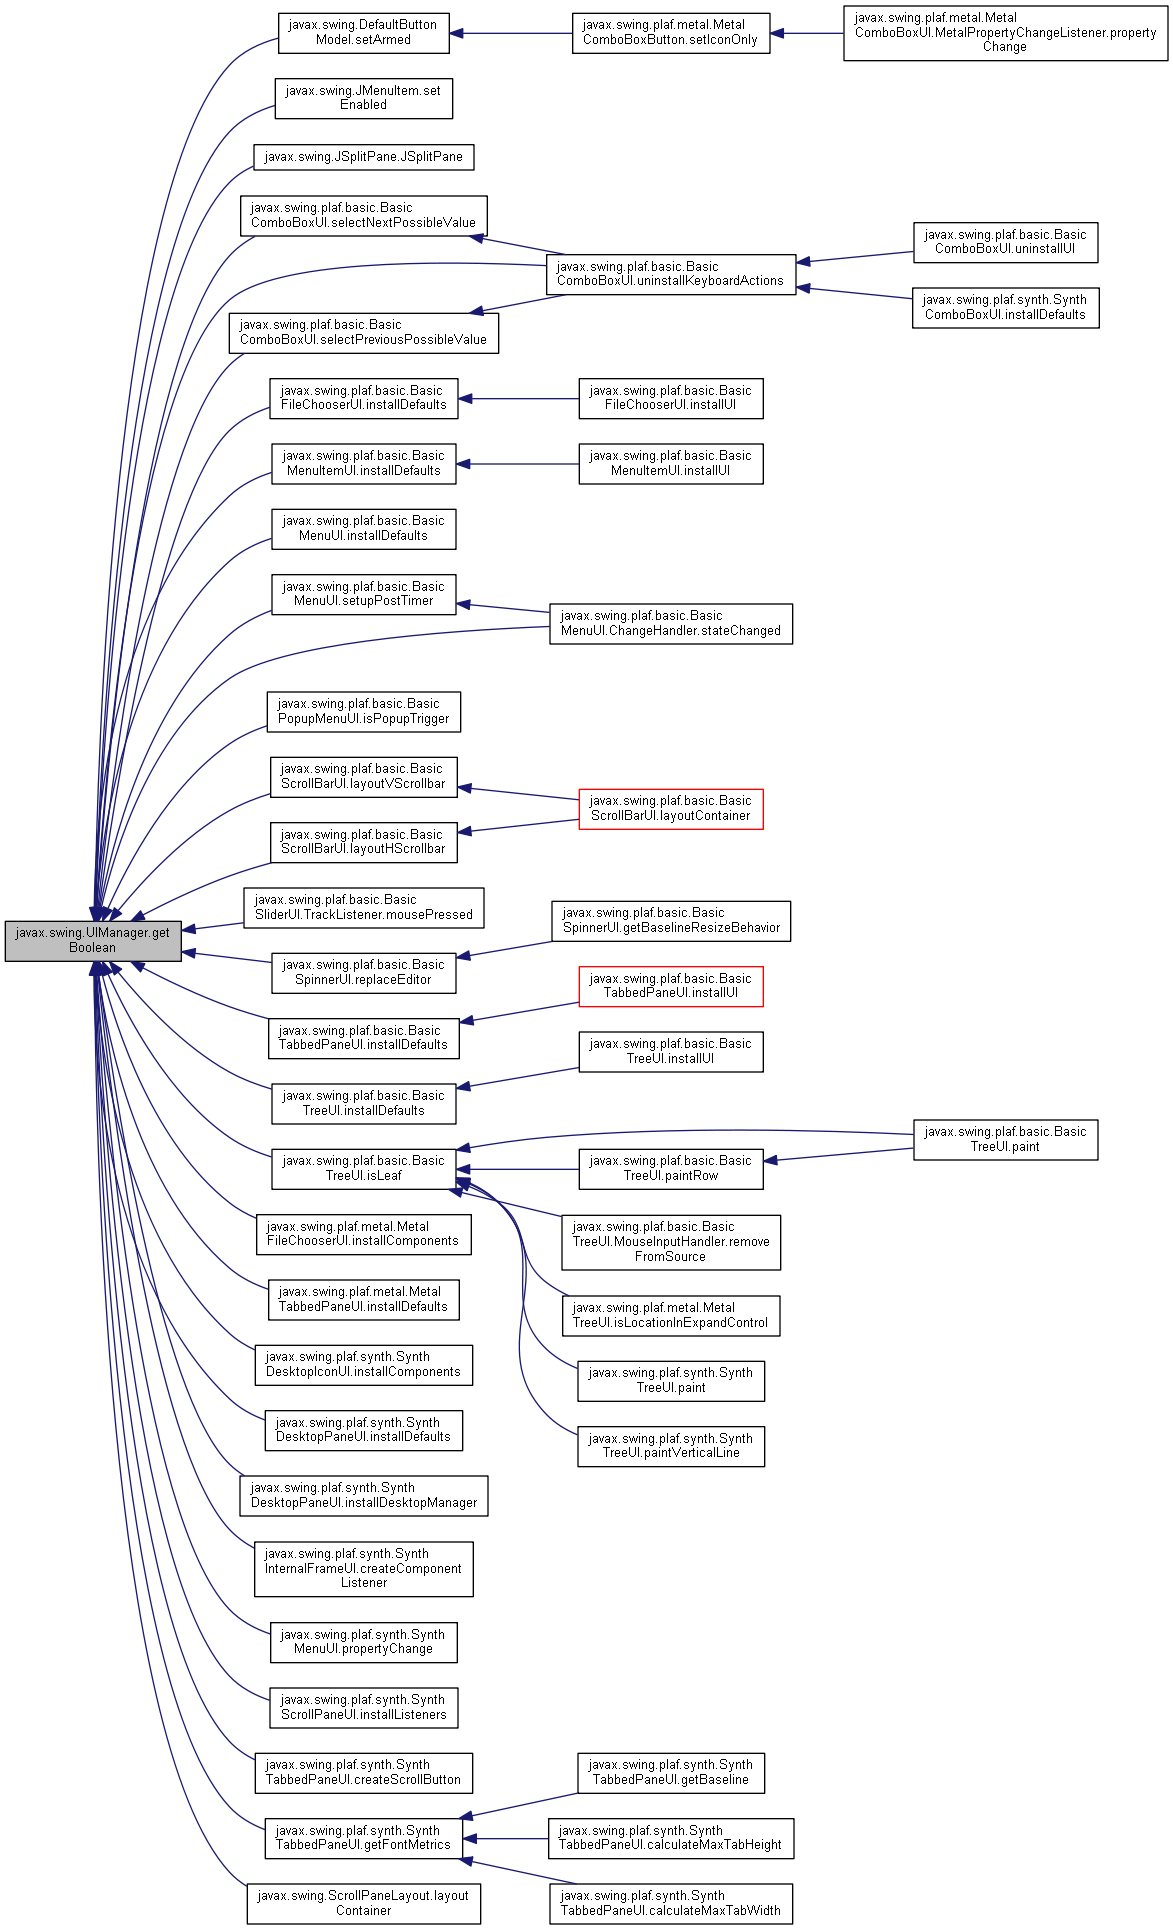 javax.swing.DefaultButton
Model.setArmed
javax.swing.plaf.metal.Metal
ComboBoxButton.setIconOnly
javax.swing.plaf.metal.Metal
ComboBoxUI.MetalPropertyChangeListener.property
Change
javax.swing.JMenuItem.set
Enabled
javax.swing.JSplitPane.JSplitPane
javax.swing.plaf.basic.Basic
ComboBoxUI.selectNextPossibleValue
javax.swing.plaf.basic.Basic
ComboBoxUI.uninstallKeyboardActions
javax.swing.plaf.basic.Basic
ComboBoxUI.uninstallUI
javax.swing.plaf.synth.Synth
ComboBoxUI.installDefaults
javax.swing.plaf.basic.Basic
ComboBoxUI.selectPreviousPossibleValue
javax.swing.plaf.basic.Basic
FileChooserUI.installDefaults
javax.swing.plaf.basic.Basic
FileChooserUI.installUI
javax.swing.plaf.basic.Basic
MenuItemUI.installDefaults
javax.swing.plaf.basic.Basic
MenuItemUI.installUI
javax.swing.plaf.basic.Basic
MenuUI.installDefaults
javax.swing.plaf.basic.Basic
MenuUI.setupPostTimer
javax.swing.plaf.basic.Basic
MenuUI.ChangeHandler.stateChanged
javax.swing.plaf.basic.Basic
PopupMenuUI.isPopupTrigger
javax.swing.plaf.basic.Basic
ScrollBarUI.layoutVScrollbar
javax.swing.plaf.basic.Basic
ScrollBarUI.layoutContainer
javax.swing.plaf.basic.Basic
ScrollBarUI.layoutHScrollbar
javax.swing.plaf.basic.Basic
SliderUI.TrackListener.mousePressed
javax.swing.UIManager.get
Boolean
javax.swing.plaf.basic.Basic
SpinnerUI.getBaselineResizeBehavior
javax.swing.plaf.basic.Basic
SpinnerUI.replaceEditor
javax.swing.plaf.basic.Basic
TabbedPaneUI.installUI
javax.swing.plaf.basic.Basic
TabbedPaneUI.installDefaults
javax.swing.plaf.basic.Basic
TreeUI.installUI
javax.swing.plaf.basic.Basic
TreeUI.installDefaults
javax.swing.plaf.basic.Basic
TreeUI.isLeaf
javax.swing.plaf.basic.Basic
TreeUI.paintRow
javax.swing.plaf.basic.Basic
TreeUI.paint
javax.swing.plaf.metal.Metal
FileChooserUI.installComponents
javax.swing.plaf.basic.Basic
TreeUI.MouseInputHandler.remove
FromSource
javax.swing.plaf.metal.Metal
TabbedPaneUI.installDefaults
javax.swing.plaf.metal.Metal
TreeUI.isLocationInExpandControl
javax.swing.plaf.synth.Synth
DesktopIconUI.installComponents
javax.swing.plaf.synth.Synth
TreeUI.paint
javax.swing.plaf.synth.Synth
DesktopPaneUI.installDefaults
javax.swing.plaf.synth.Synth
TreeUI.paintVerticalLine
javax.swing.plaf.synth.Synth
DesktopPaneUI.installDesktopManager
javax.swing.plaf.synth.Synth
InternalFrameUI.createComponent
Listener
javax.swing.plaf.synth.Synth
MenuUI.propertyChange
javax.swing.plaf.synth.Synth
ScrollPaneUI.installListeners
javax.swing.plaf.synth.Synth
TabbedPaneUI.createScrollButton
javax.swing.plaf.synth.Synth
TabbedPaneUI.getBaseline
javax.swing.plaf.synth.Synth
TabbedPaneUI.getFontMetrics
javax.swing.plaf.synth.Synth
TabbedPaneUI.calculateMaxTabHeight
javax.swing.ScrollPaneLayout.layout
Container
javax.swing.plaf.synth.Synth
TabbedPaneUI.calculateMaxTabWidth